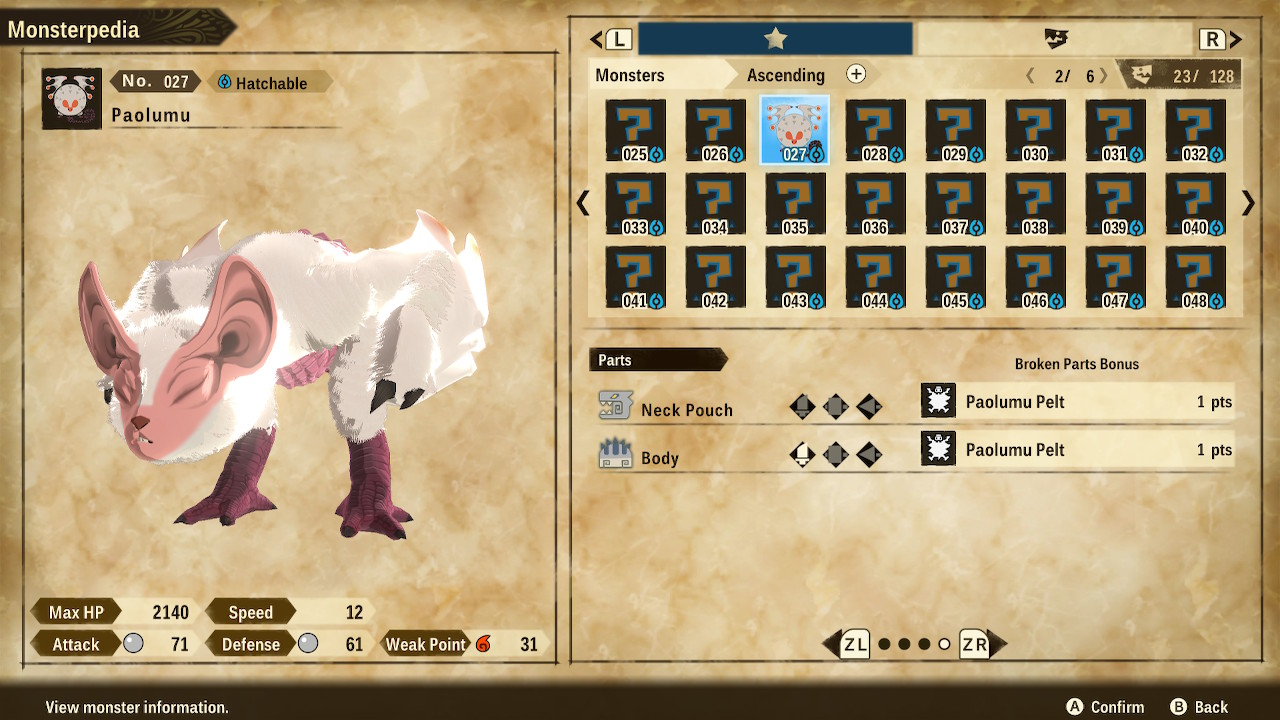 Monsterpedia
No. 027
Hatchable
Paolumu
L
R
Monsters
Ascending
2/ 6
23/ 128
025 026 027 028 029 030 031 032
033 034 035 036 037 038 039 040
041 042 043 044 045 046 047 048
Parts
Broken Parts Bonus
Neck Pouch
Paolumu Pelt 1 pts
Body
Paolumu Pelt 1 pts
Max HP 2140 Speed 12
Attack 71 Defense 61 Weak Point 31
ZL ZR
View monster information.
A Confirm B Back